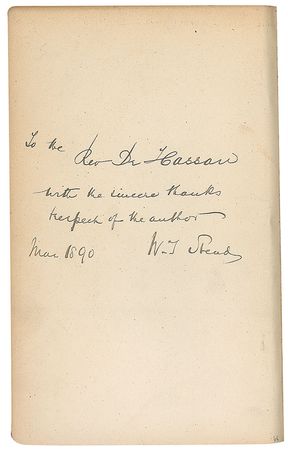 To the
Rev Dr Hassan
with the sincere thanks
& respect of the author
Mar 1890 W. T. Stead